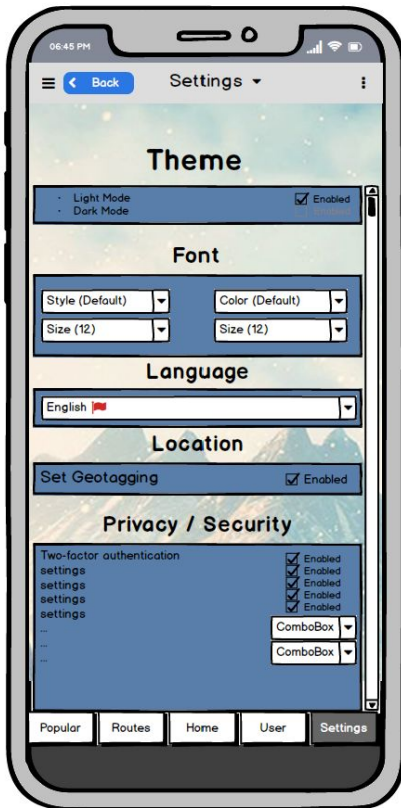 06:45 PM
Back
Settings
Theme
· Light Mode
Enabled
· Dark Mode
Enabled
Font
Style (Default)
Color (Default)
Size (12)
Size (12)
Language
English
Location
Set Geotagging
Enabled
Privacy / Security
Two-factor authentication
Enabled
settings
Enabled
settings
Enabled
settings
Enabled
settings
Enabled
...
ComboBox
...
ComboBox
...
Popular
Routes
Home
User
Settings